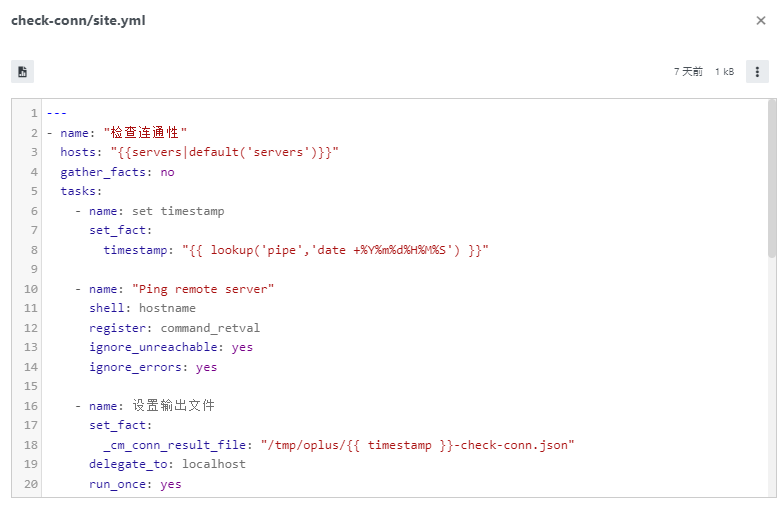 check-conn/site.yml ×
7 天前 1 kB
1 ---
2 - name: "检查连通性"
3 hosts: "{{servers|default('servers')}}"
4 gather_facts: no
5 tasks:
6 - name: set timestamp
7 set_fact:
8 timestamp: "{{ lookup('pipe','date +%Y%m%d%H%M%S') }}"
9
10 - name: "Ping remote server"
11 shell: hostname
12 register: command_retval
13 ignore_unreachable: yes
14 ignore_errors: yes
15
16 - name: 设置输出文件
17 set_fact:
18 _cm_conn_result_file: "/tmp/oplus/{{ timestamp }}-check-conn.json"
19 delegate_to: localhost
20 run_once: yes